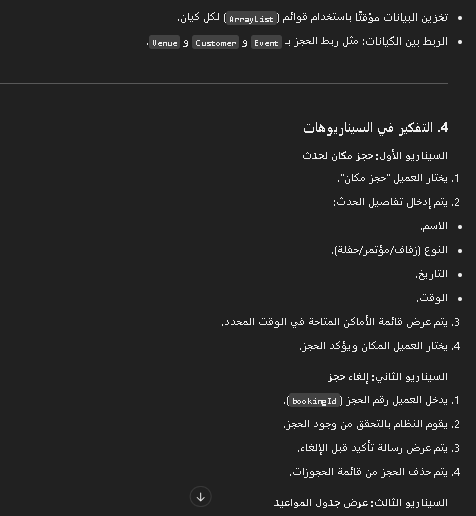 • تخزين البيانات مؤقتًا باستخدام قوائم (ArrayList) لكل كيان.
• الربط بين الكيانات: مثل ربط الحجز بـ Event و Customer و Venue.
4. التفكير في السيناريوهات
السيناريو الأول: حجز مكان لحدث
1. يختار العميل "حجز مكان".
2. يتم إدخال تفاصيل الحدث:
• الاسم.
• النوع (زفاف/مؤتمر/حفلة).
• التاريخ.
• الوقت.
3. يتم عرض قائمة الأماكن المتاحة في الوقت المحدد.
4. يختار العميل المكان ويؤكد الحجز.
السيناريو الثاني: إلغاء حجز
1. يدخل العميل رقم الحجز (bookingId).
2. يقوم النظام بالتحقق من وجود الحجز.
3. يتم عرض رسالة تأكيد قبل الإلغاء.
4. يتم حذف الحجز من قائمة الحجوزات.
السيناريو الثالث: عرض جدول المواعيد